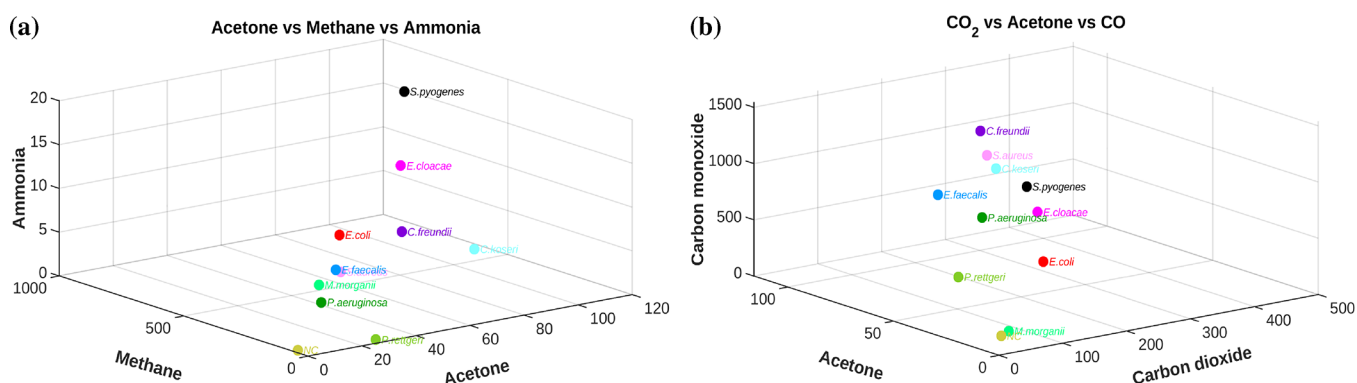 (a)
Acetone vs Methane vs Ammonia
20
15
10
5
0
Ammonia
1000
500
0
Methane
0
20
40
60
80
100
120
Acetone
S.pyogenes
E.cloacae
E.coli
C.freundii
C.koseri
E.faecalis
M.morganii
P.aeruginosa
P.rettgeri
NC
(b)
CO2 vs Acetone vs CO
1500
1000
500
0
Carbon monoxide
100
50
0
Acetone
0
100
200
300
400
500
Carbon dioxide
C.freundii
S.aureus
C.koseri
S.pyogenes
E.faecalis
E.cloacae
P.aeruginosa
E.coli
P.rettgeri
M.morganii
NC